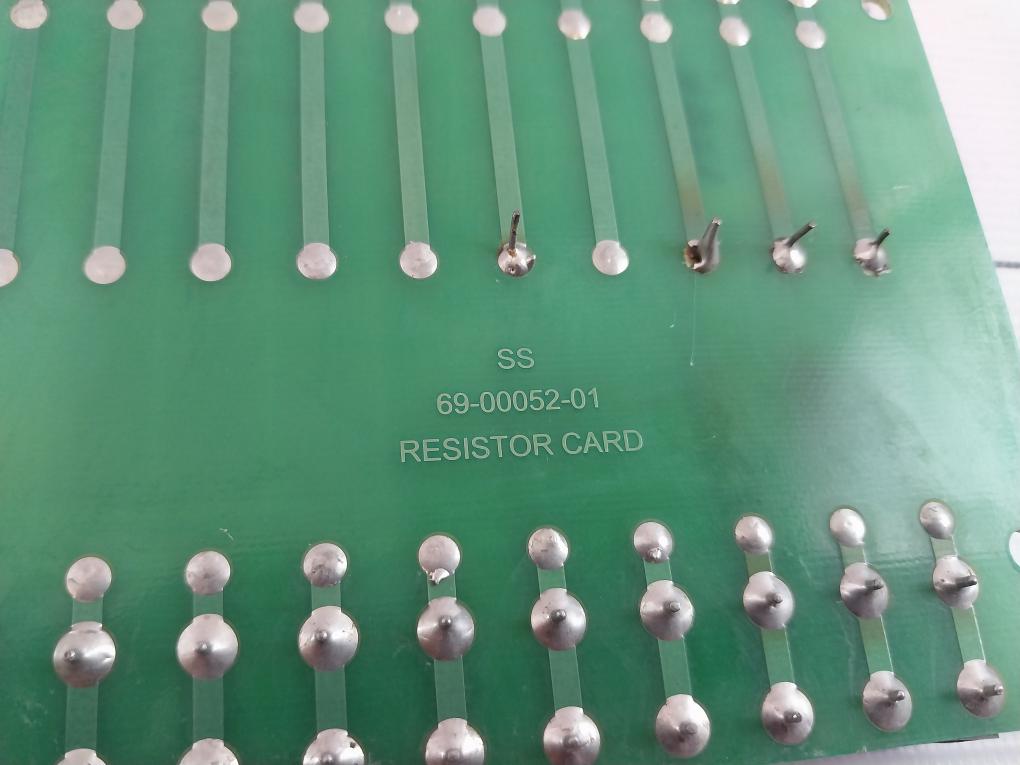 SS
69-00052-01
RESISTOR CARD